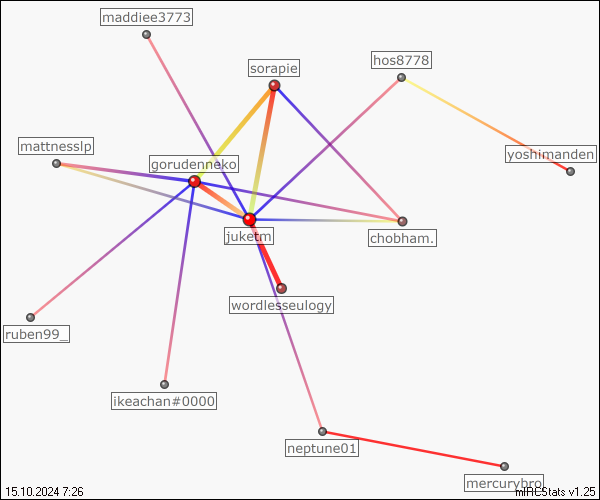 maddiee3773
hos8778
sorapie
mattnesslp
yoshimanden
gorudenneko
juketm
chobham.
wordlesseulogy
ruben99_
ikeachan#0000
neptune01
mercurybro
15.10.2024 7:26
mIRCStats v1.25